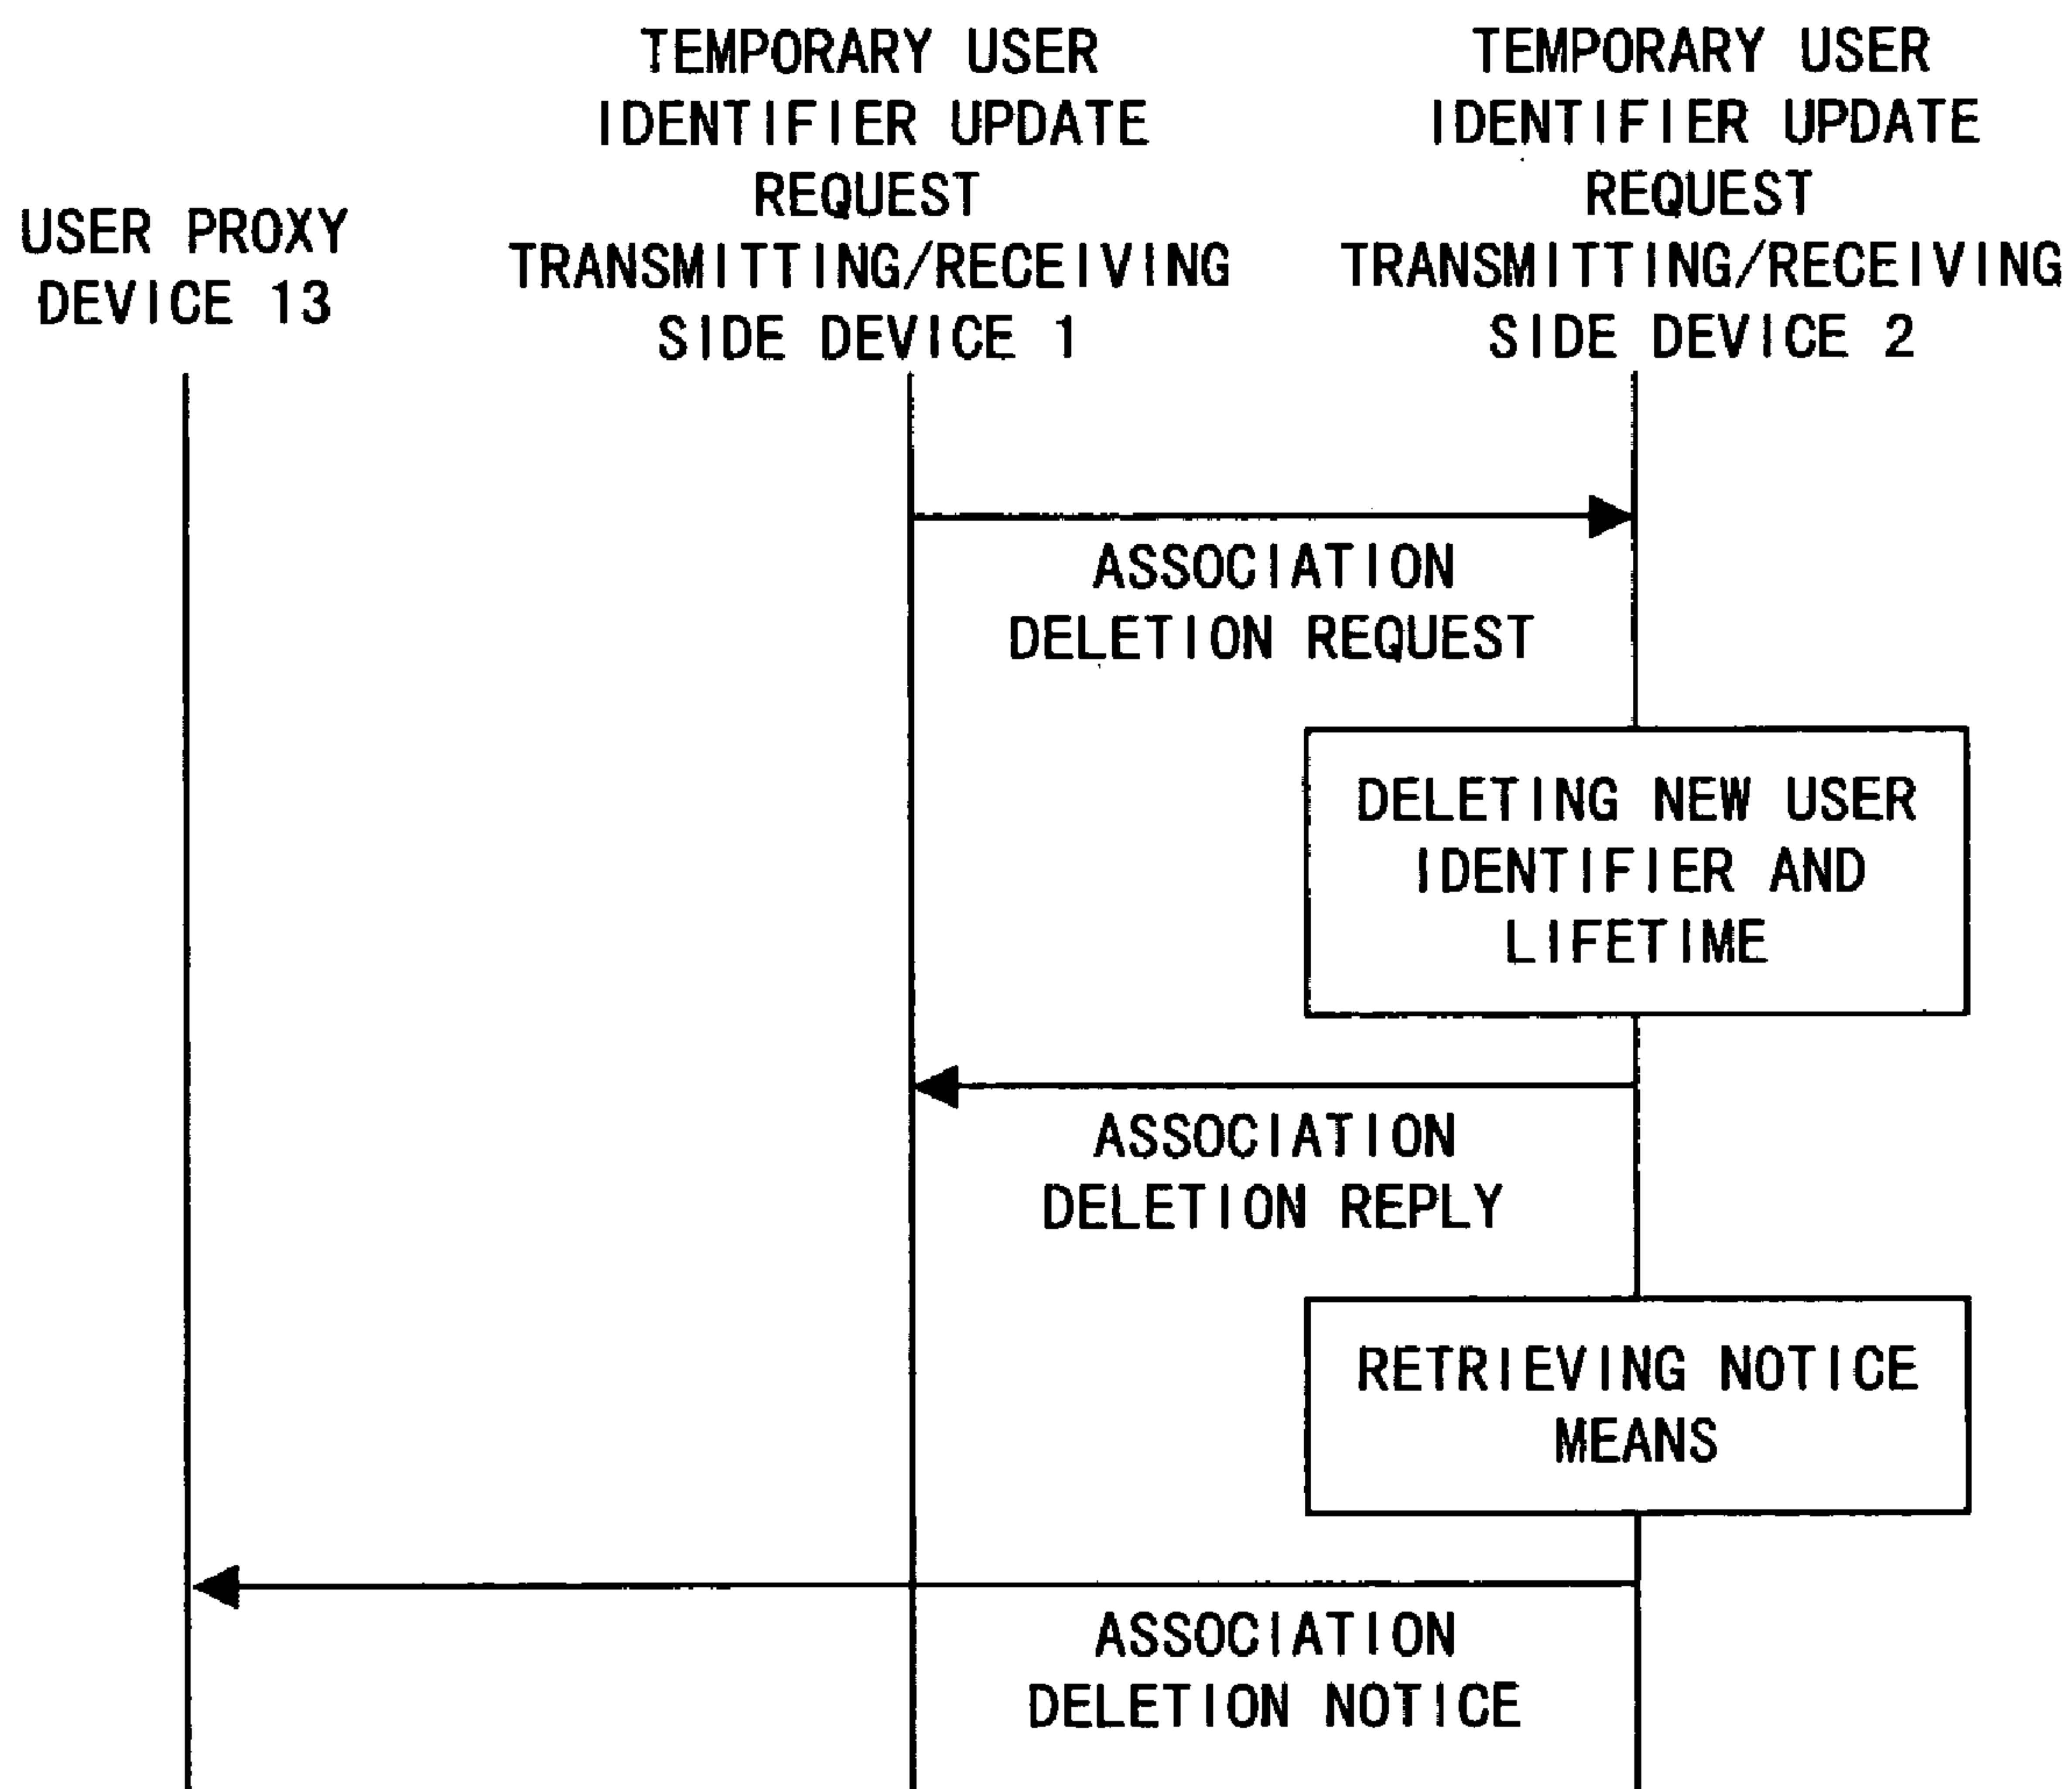 USER PROXY
DEVICE 13
TEMPORARY USER
IDENTIFIER UPDATE
REQUEST
TRANSMITTING/RECEIVING
SIDE DEVICE 1
TEMPORARY USER
IDENTIFIER UPDATE
REQUEST
TRANSMITTING/RECEIVING
SIDE DEVICE 2
ASSOCIATION
DELETION REQUEST
DELETING NEW USER
IDENTIFIER AND
LIFETIME
ASSOCIATION
DELETION REPLY
RETRIEVING NOTICE
MEANS
ASSOCIATION
DELETION NOTICE